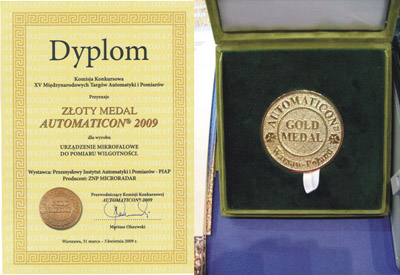 Dyplom
Komisja Konkursowa
XV Międzynarodowych Targów Automatyki i Pomiarów
Przyznaje
ZŁOTY MEDAL
AUTOMATICON® 2009
dla wyrobu
URZĄDZENIE MIKROFALOWE
DO POMIARU WILGOTNOŚCI.
Wystawca: Przemysłowy Instytut Automatyki i Pomiarów - PIAP
Producent: ZNP MICRORADAR
Przewodniczący Komisji Konkursowej
AUTOMATICON® 2009
Mariusz Olszewski
Warszawa, 31 marca - 3 kwietnia 2009 r.
AUTOMATICON®
GOLD
MEDAL
Warsaw-Poland